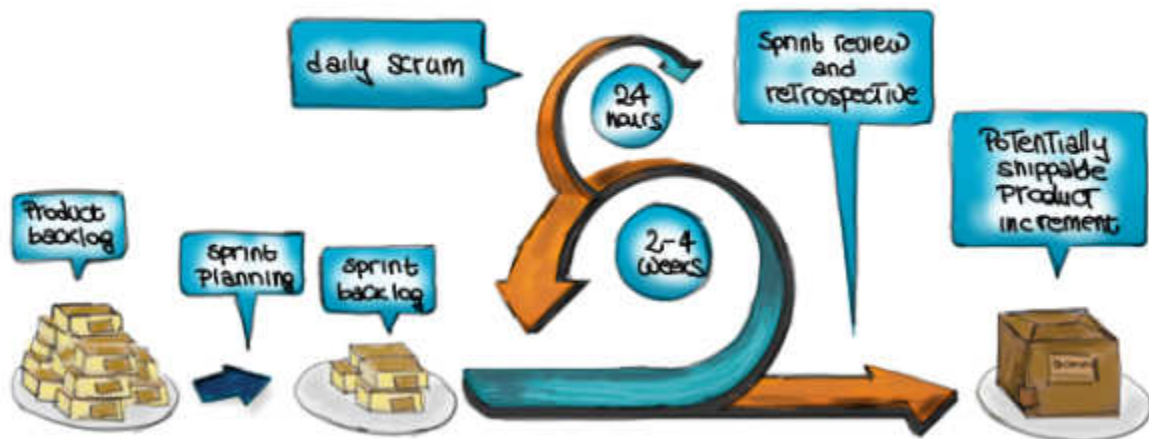 Product
backlog
Sprint
Planning
Sprint
backlog
daily scrum
24
hours
2-4
weeks
Sprint review
and
retrospective
Potentially
shippable
Product
increment